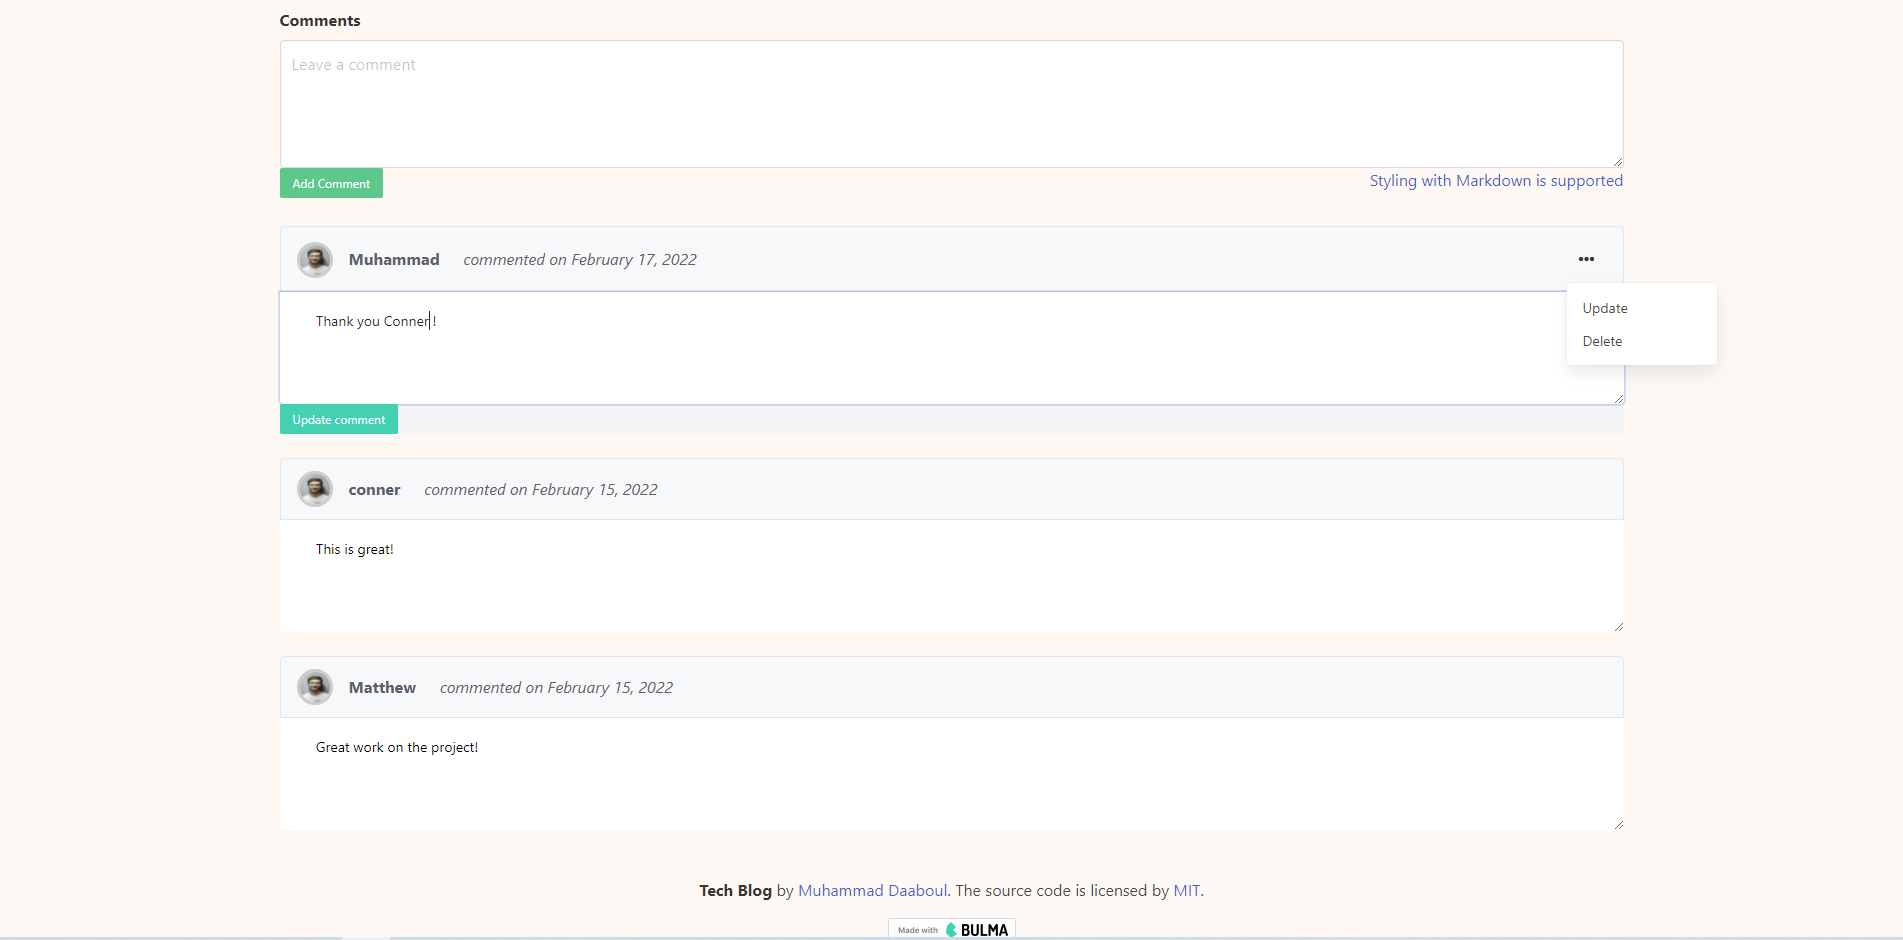 Comments
Leave a comment
Add Comment
Styling with Markdown is supported
Muhammad commented on February 17, 2022
Thank you Conner!
Update
Delete
Update comment
conner commented on February 15, 2022
This is great!
Matthew commented on February 15, 2022
Great work on the project!
Tech Blog by Muhammad Daaboul. The source code is licensed by MIT.
Made with BULMA